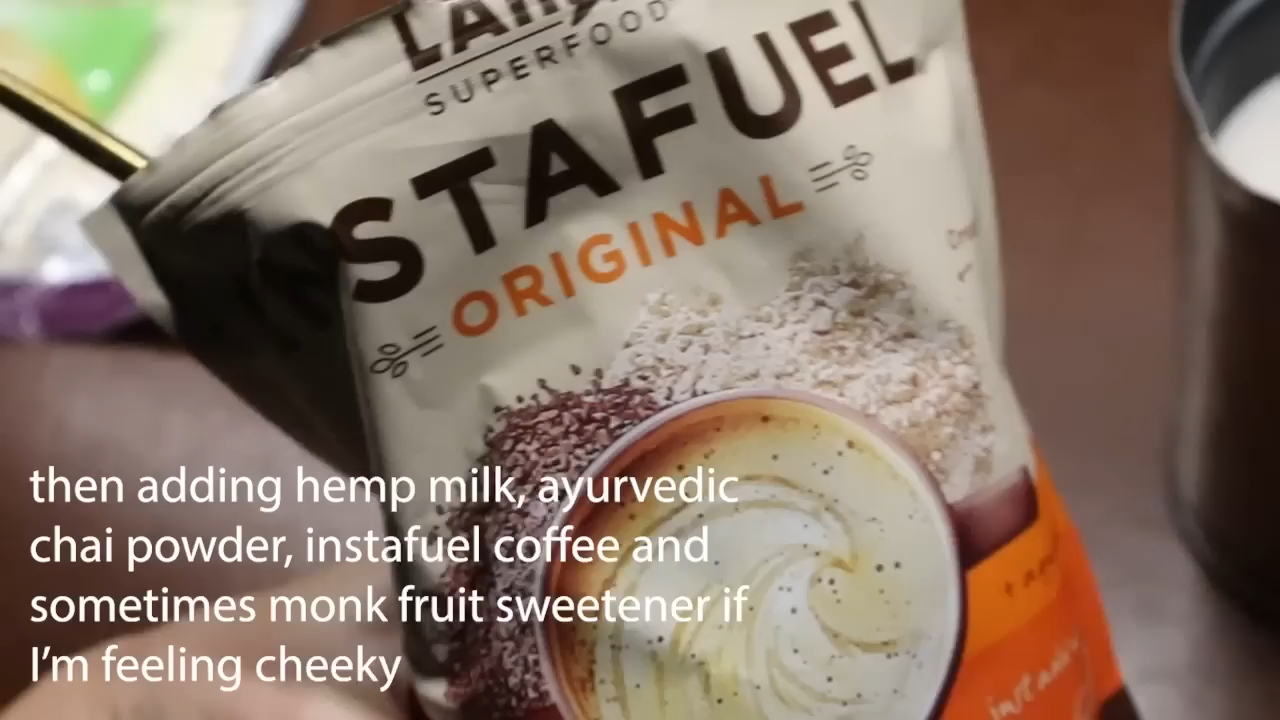 SUPERFOOD
STAFUEL
ORIGINAL
then adding hemp milk, ayurvedic
chai powder, instafuel coffee and
sometimes monk fruit sweetener if
I'm feeling cheeky